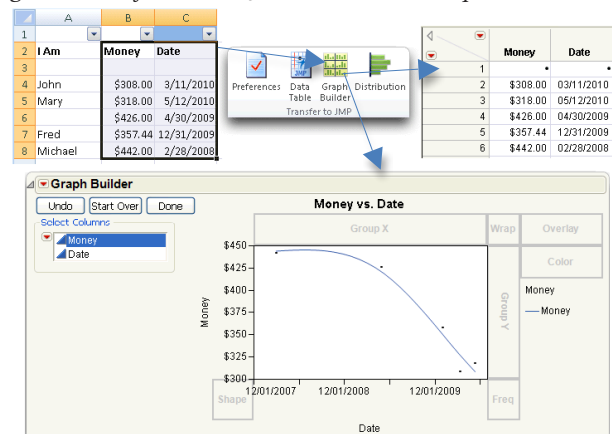 A B C
1
2 I Am Money Date
3
4 John $308.00 3/11/2010
5 Mary $318.00 5/12/2010
6 $426.00 4/30/2009
7 Fred $357.44 12/31/2009
8 Michael $442.00 2/28/2008
Preferences Data Table Graph Builder Distribution
Transfer to JMP
Money Date
1 • •
2 $308.00 03/11/2010
3 $318.00 05/12/2010
4 $426.00 04/30/2009
5 $357.44 12/31/2009
6 $442.00 02/28/2008
Graph Builder
Undo Start Over Done
Select Columns
Money
Date
Money vs. Date
Group X
Wrap
Overlay
Color
Money
Money
Group Y
$450
$425
$400
$375
$350
$325
$300
Money
Shape
12/01/2007 12/01/2008 12/01/2009
Freq
Date